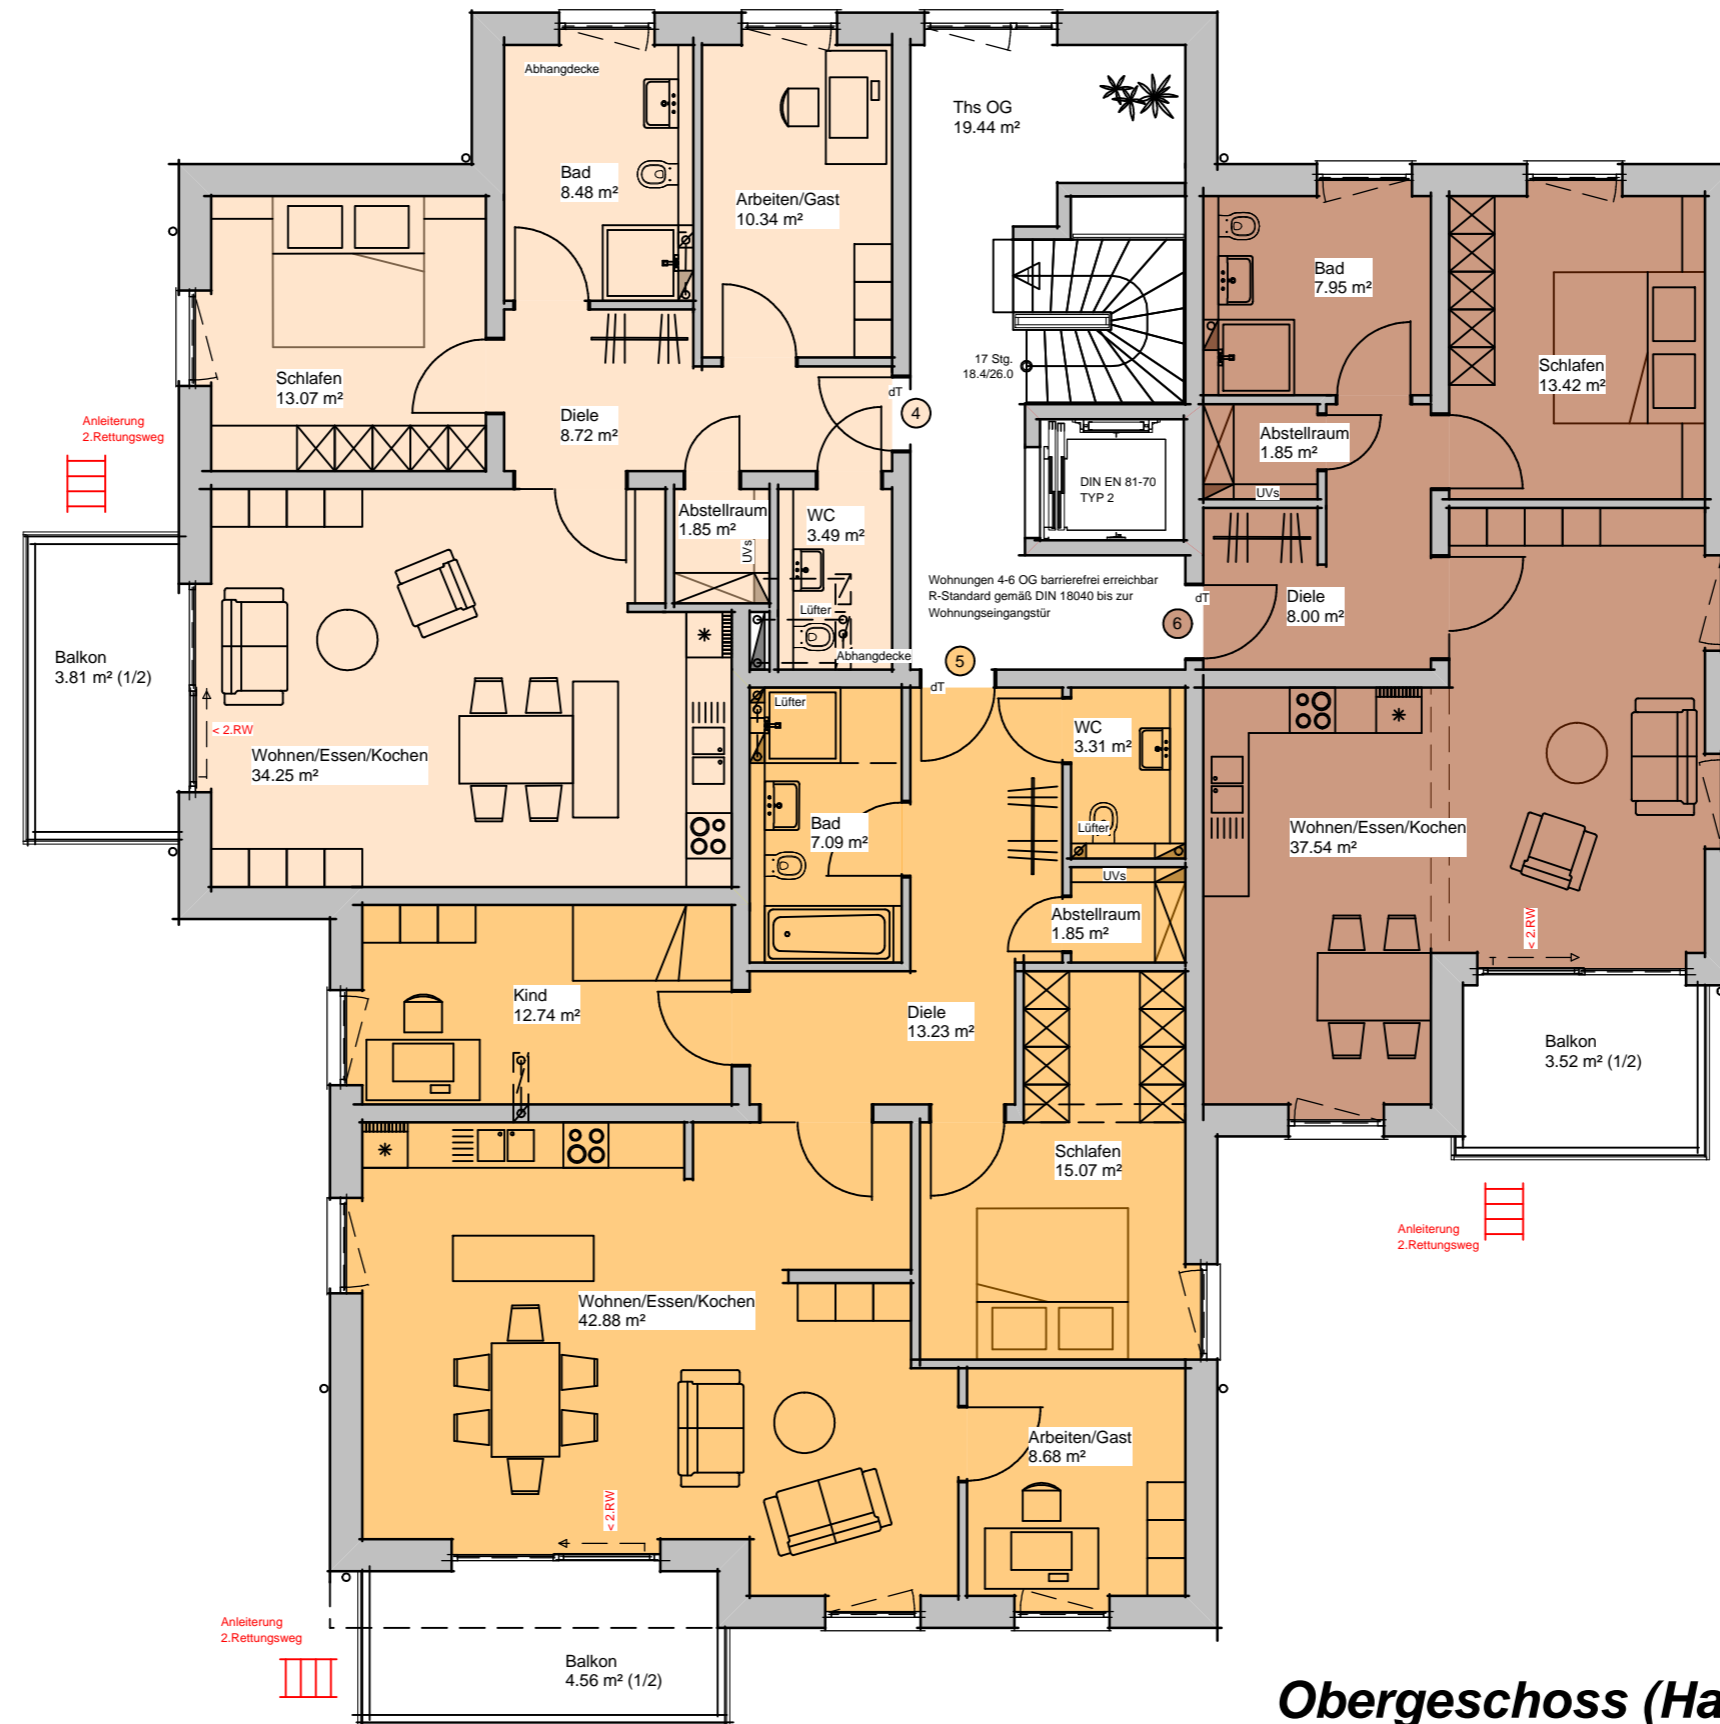 Abhangdecke
Bad
8.48 m²
Arbeiten/Gast
10.34 m²
Ths OG
19.44 m²
Schlafen
13.07 m²
Diele
8.72 m²
Anleiterung
2.Rettungsweg
17 Stg.
18.4/26.0
dT
4
DIN EN 81-70
TYP 2
Bad
7.95 m²
Schlafen
13.42 m²
Abstellraum
1.85 m²
UVs
Abstellraum
1.85 m²
UVs
WC
3.49 m²
Lüfter
Abhangdecke
Wohnungen 4-6 OG barrierefrei erreichbar
R-Standard gemäß DIN 18040 bis zur
Wohnungseingangstür
dT
6
Diele
8.00 m²
Balkon
3.81 m² (1/2)
< 2.RW
Wohnen/Essen/Kochen
34.25 m²
5
dT
Lüfter
WC
3.31 m²
Bad
7.09 m²
Lüfter
UVs
Abstellraum
1.85 m²
Wohnen/Essen/Kochen
37.54 m²
< 2.RW
Kind
12.74 m²
Diele
13.23 m²
Balkon
3.52 m² (1/2)
Schlafen
15.07 m²
Anleiterung
2.Rettungsweg
Wohnen/Essen/Kochen
42.88 m²
Arbeiten/Gast
8.68 m²
< 2.RW
Anleiterung
2.Rettungsweg
Balkon
4.56 m² (1/2)
Obergeschoss (Ha